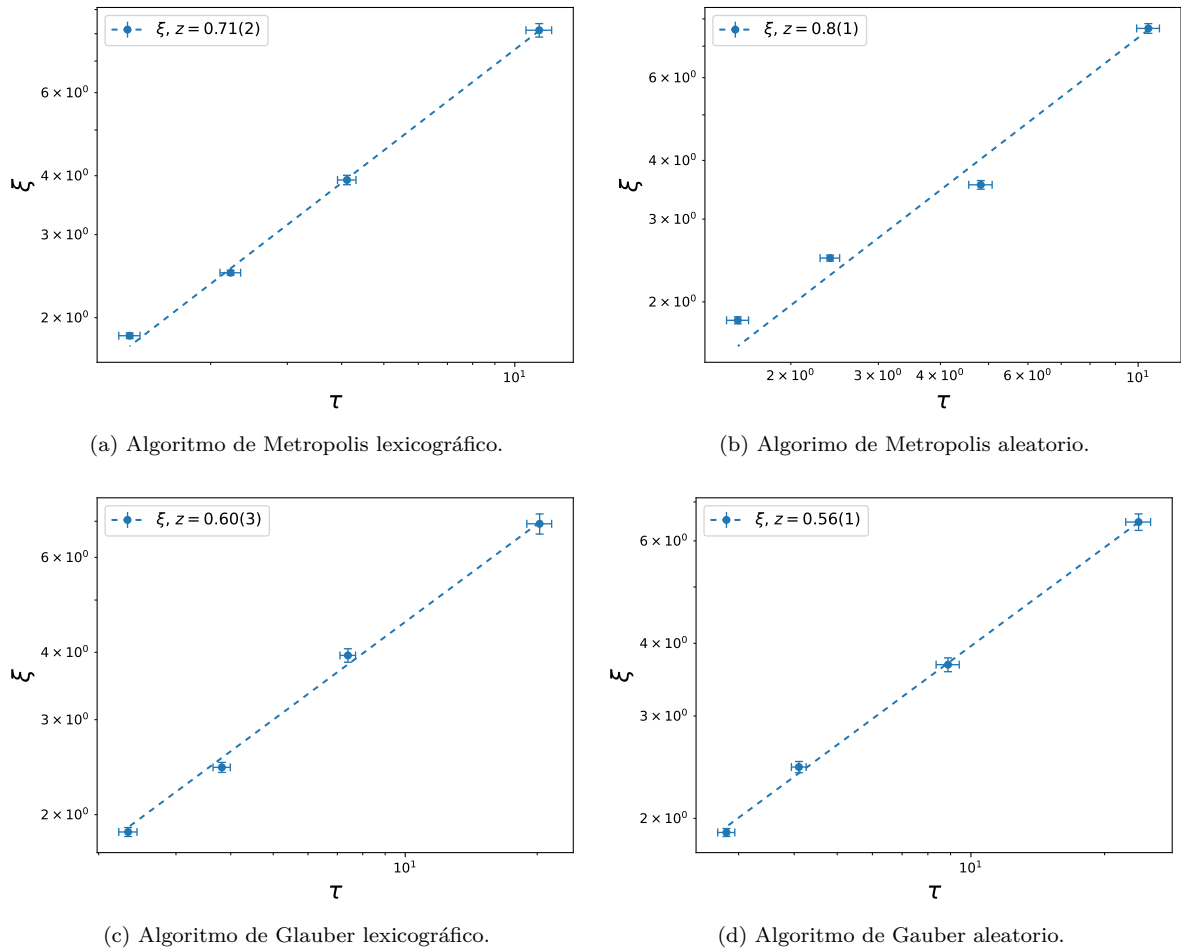 ξ, z = 0.71(2)
6 × 10⁰
4 × 10⁰
3 × 10⁰
2 × 10⁰
ξ
10¹
τ
(a) Algoritmo de Metropolis lexicográfico.
ξ, z = 0.8(1)
6 × 10⁰
4 × 10⁰
3 × 10⁰
2 × 10⁰
ξ
2 × 10⁰ 3 × 10⁰ 4 × 10⁰ 6 × 10⁰ 10¹
τ
(b) Algorimo de Metropolis aleatorio.
ξ, z = 0.60(3)
6 × 10⁰
4 × 10⁰
3 × 10⁰
2 × 10⁰
ξ
10¹
τ
(c) Algoritmo de Glauber lexicográfico.
ξ, z = 0.56(1)
6 × 10⁰
4 × 10⁰
3 × 10⁰
2 × 10⁰
ξ
10¹
τ
(d) Algoritmo de Gauber aleatorio.